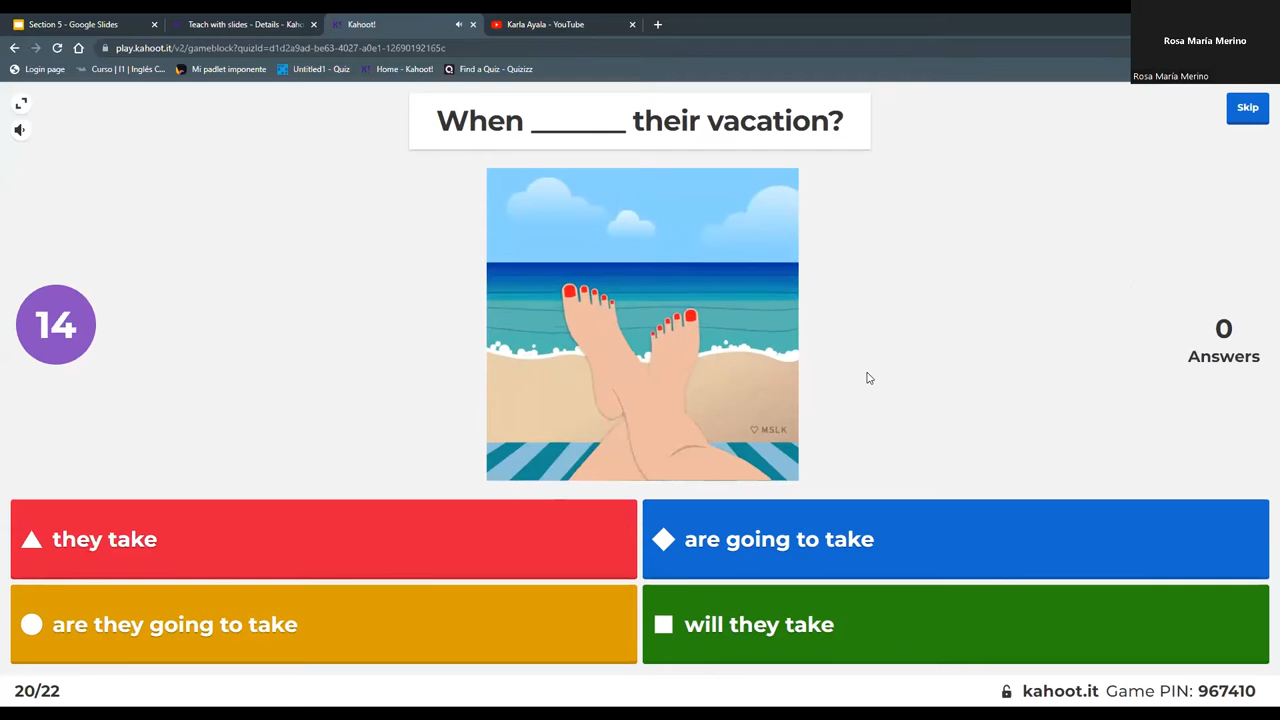 Section 5 - Google Slides
Teach with slides - Details - Kaho
Kahoot!
Karla Ayala - YouTube
play.kahoot.it/v2/gameblock?quizId=d1d2a9ad-be63-4027-a0e1-12690192165c
Login page
Curso | I1 | Inglés C...
Mi padlet imponente
Untitled1 - Quiz
Home - Kahoot!
Find a Quiz - Quizizz
Rosa María Merino
Rosa María Merino
When ______ their vacation?
Skip
14
0
Answers
♡ MSLK
they take
are going to take
are they going to take
will they take
20/22
kahoot.it Game PIN: 967410